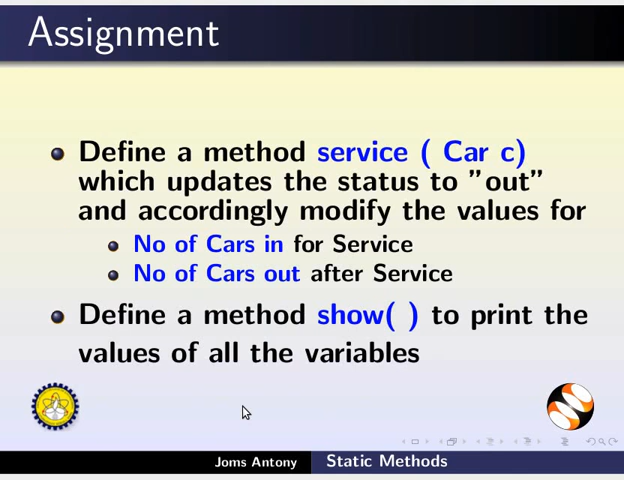 Assignment
Define a method service ( Car c)
which updates the status to ”out”
and accordingly modify the values for
No of Cars in for Service
No of Cars out after Service
Define a method show( ) to print the
values of all the variables
Joms Antony Static Methods